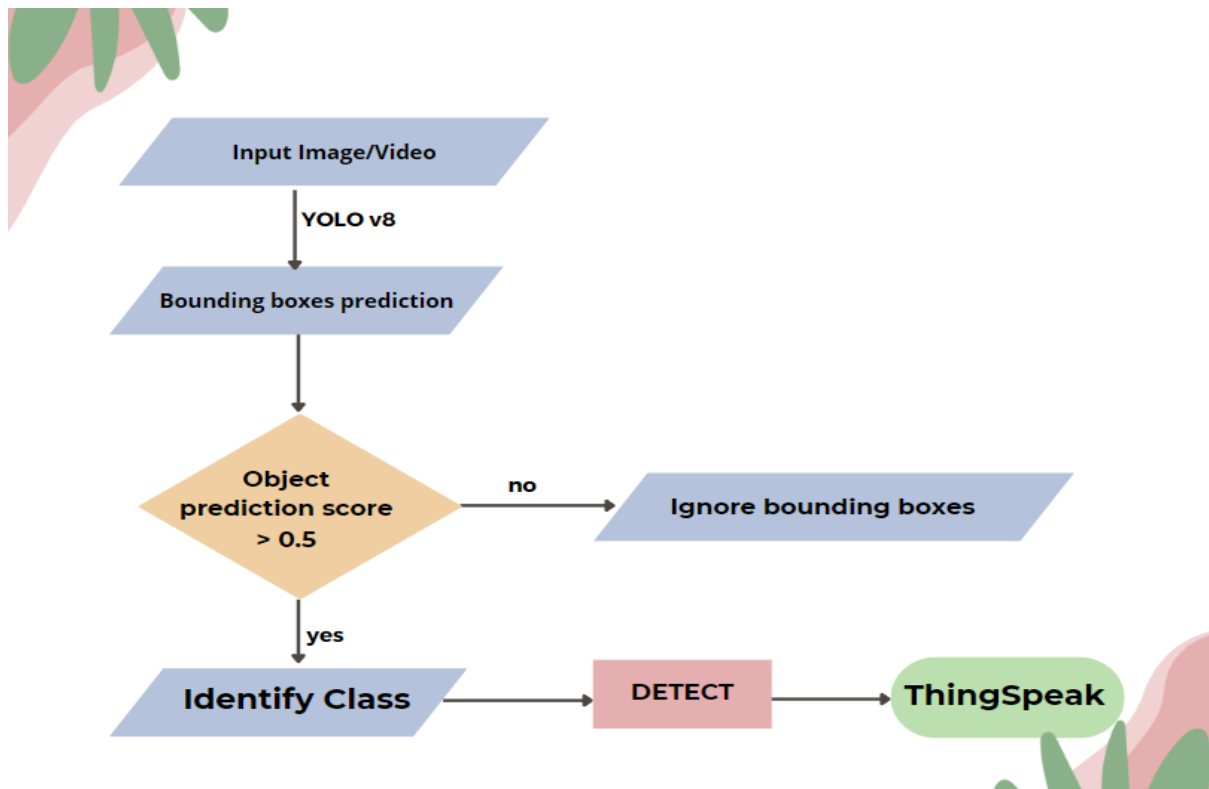 Input Image/Video
YOLO v8
Bounding boxes prediction
Object
prediction score
> 0.5
no
Ignore bounding boxes
yes
Identify Class
DETECT
ThingSpeak